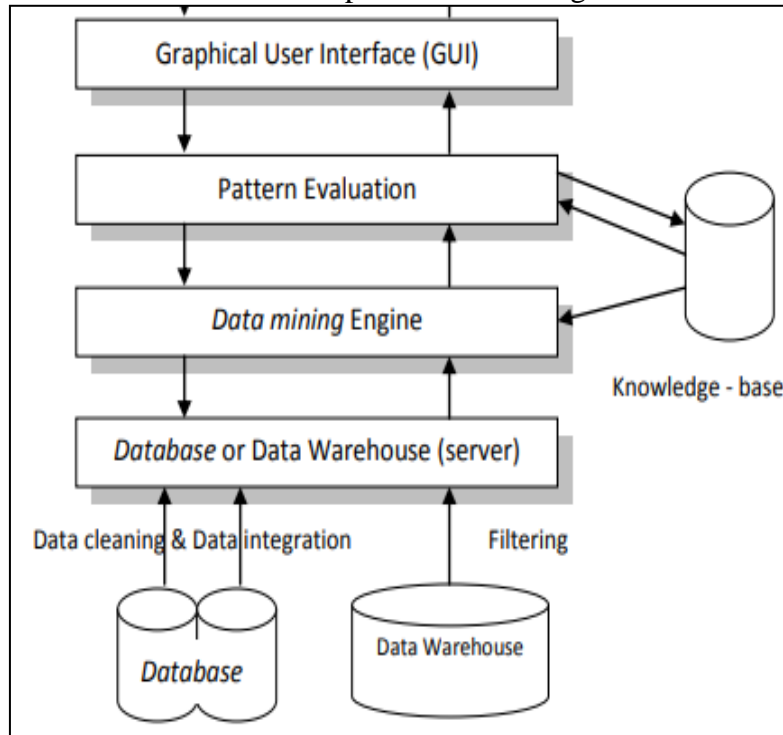 Graphical User Interface (GUI)
Pattern Evaluation
Data mining Engine
Knowledge - base
Database or Data Warehouse (server)
Data cleaning & Data integration
Filtering
Database
Data Warehouse